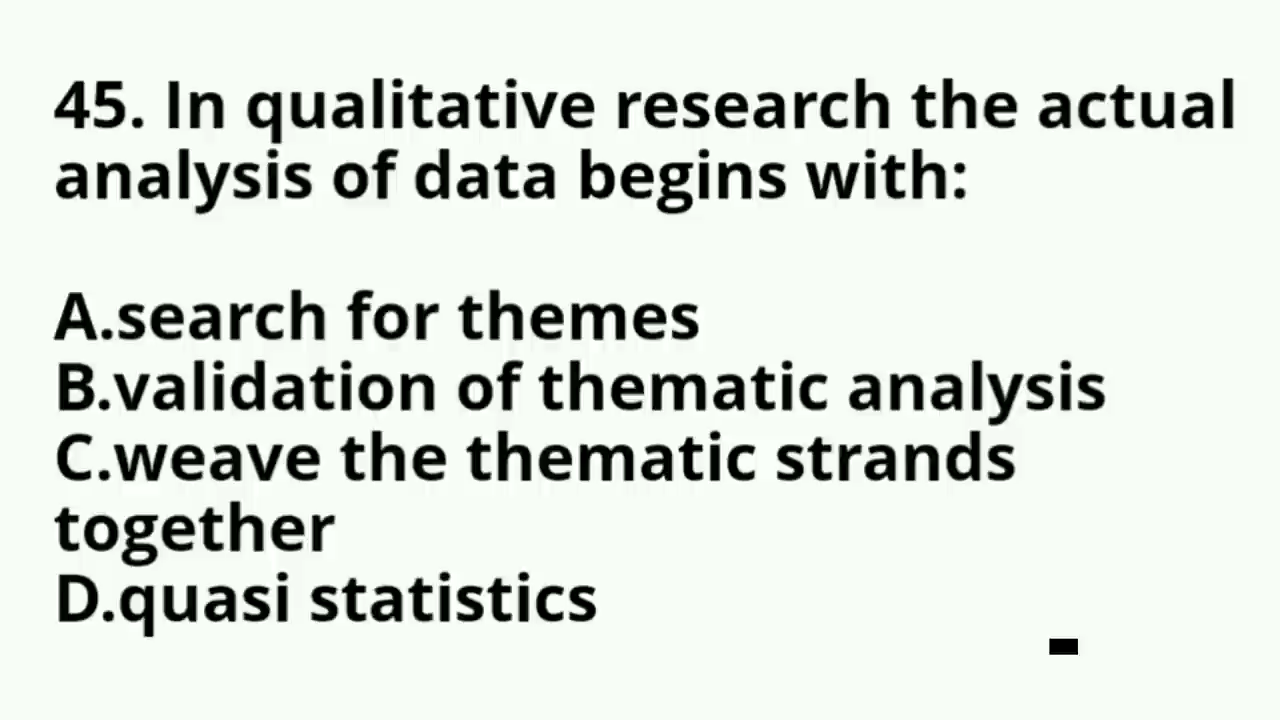 45. In qualitative research the actual
analysis of data begins with:
A.search for themes
B.validation of thematic analysis
C.weave the thematic strands
together
D.quasi statistics